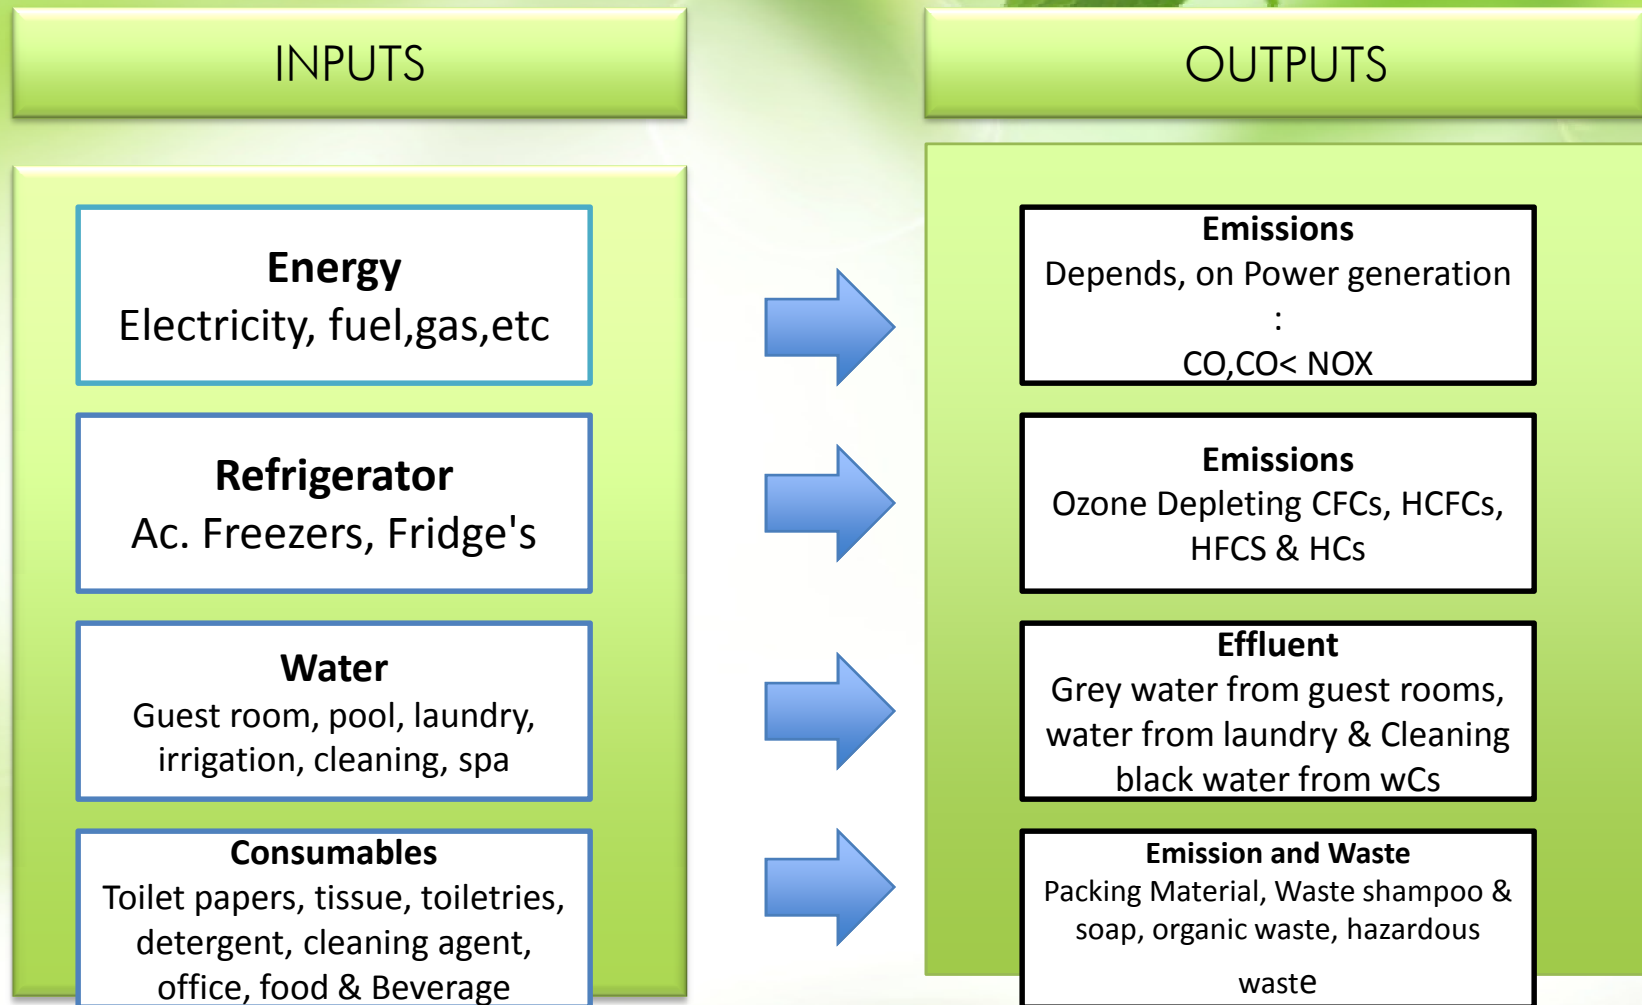 INPUTS
OUTPUTS
Energy
Electricity, fuel,gas,etc
Emissions
Depends, on Power generation
:
CO,CO< NOX
Refrigerator
Ac. Freezers, Fridge's
Emissions
Ozone Depleting CFCs, HCFCs,
HFCS & HCs
Water
Guest room, pool, laundry,
irrigation, cleaning, spa
Effluent
Grey water from guest rooms,
water from laundry & Cleaning
black water from wCs
Consumables
Toilet papers, tissue, toiletries,
detergent, cleaning agent,
office, food & Beverage
Emission and Waste
Packing Material, Waste shampoo &
soap, organic waste, hazardous
waste